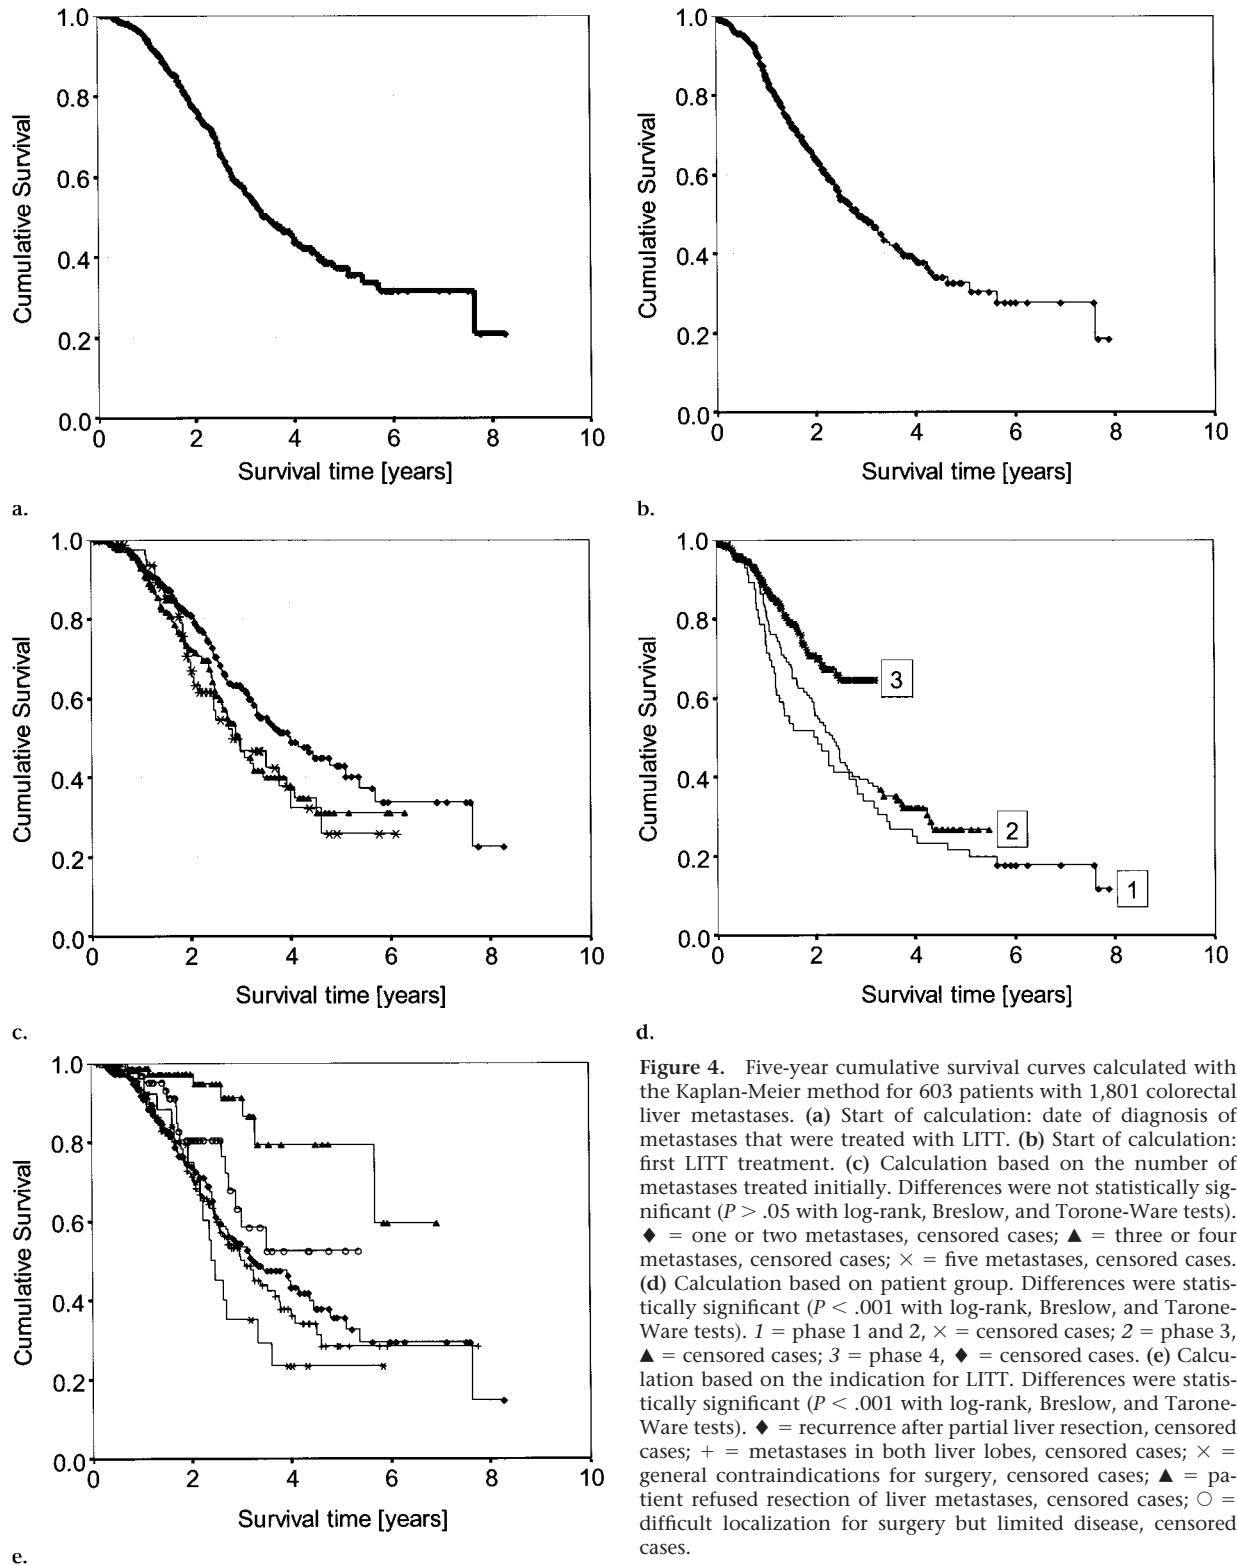 1.0
0.8
0.6
0.4
0.2
0.0
0 2 4 6 8 10
Cumulative Survival
Survival time [years]
a.
1.0
0.8
0.6
0.4
0.2
0.0
0 2 4 6 8 10
Cumulative Survival
Survival time [years]
b.
1.0
0.8
0.6
0.4
0.2
0.0
0 2 4 6 8 10
Cumulative Survival
Survival time [years]
c.
1.0
0.8
0.6
0.4
0.2
0.0
0 2 4 6 8 10
3
2
1
Cumulative Survival
Survival time [years]
d.
1.0
0.8
0.6
0.4
0.2
0.0
0 2 4 6 8 10
Cumulative Survival
Survival time [years]
e.
Figure 4. Five-year cumulative survival curves calculated with
the Kaplan-Meier method for 603 patients with 1,801 colorectal
liver metastases. (a) Start of calculation: date of diagnosis of
metastases that were treated with LITT. (b) Start of calculation:
first LITT treatment. (c) Calculation based on the number of
metastases treated initially. Differences were not statistically sig-
nificant (P > .05 with log-rank, Breslow, and Torone-Ware tests).
♦ = one or two metastases, censored cases; ▲ = three or four
metastases, censored cases; × = five metastases, censored cases.
(d) Calculation based on patient group. Differences were statis-
tically significant (P < .001 with log-rank, Breslow, and Tarone-
Ware tests). 1 = phase 1 and 2, × = censored cases; 2 = phase 3,
▲ = censored cases; 3 = phase 4, ♦ = censored cases. (e) Calcu-
lation based on the indication for LITT. Differences were statis-
tically significant (P < .001 with log-rank, Breslow, and Tarone-
Ware tests). ♦ = recurrence after partial liver resection, censored
cases; + = metastases in both liver lobes, censored cases; × =
general contraindications for surgery, censored cases; ▲ = pa-
tient refused resection of liver metastases, censored cases; ○ =
difficult localization for surgery but limited disease, censored
cases.